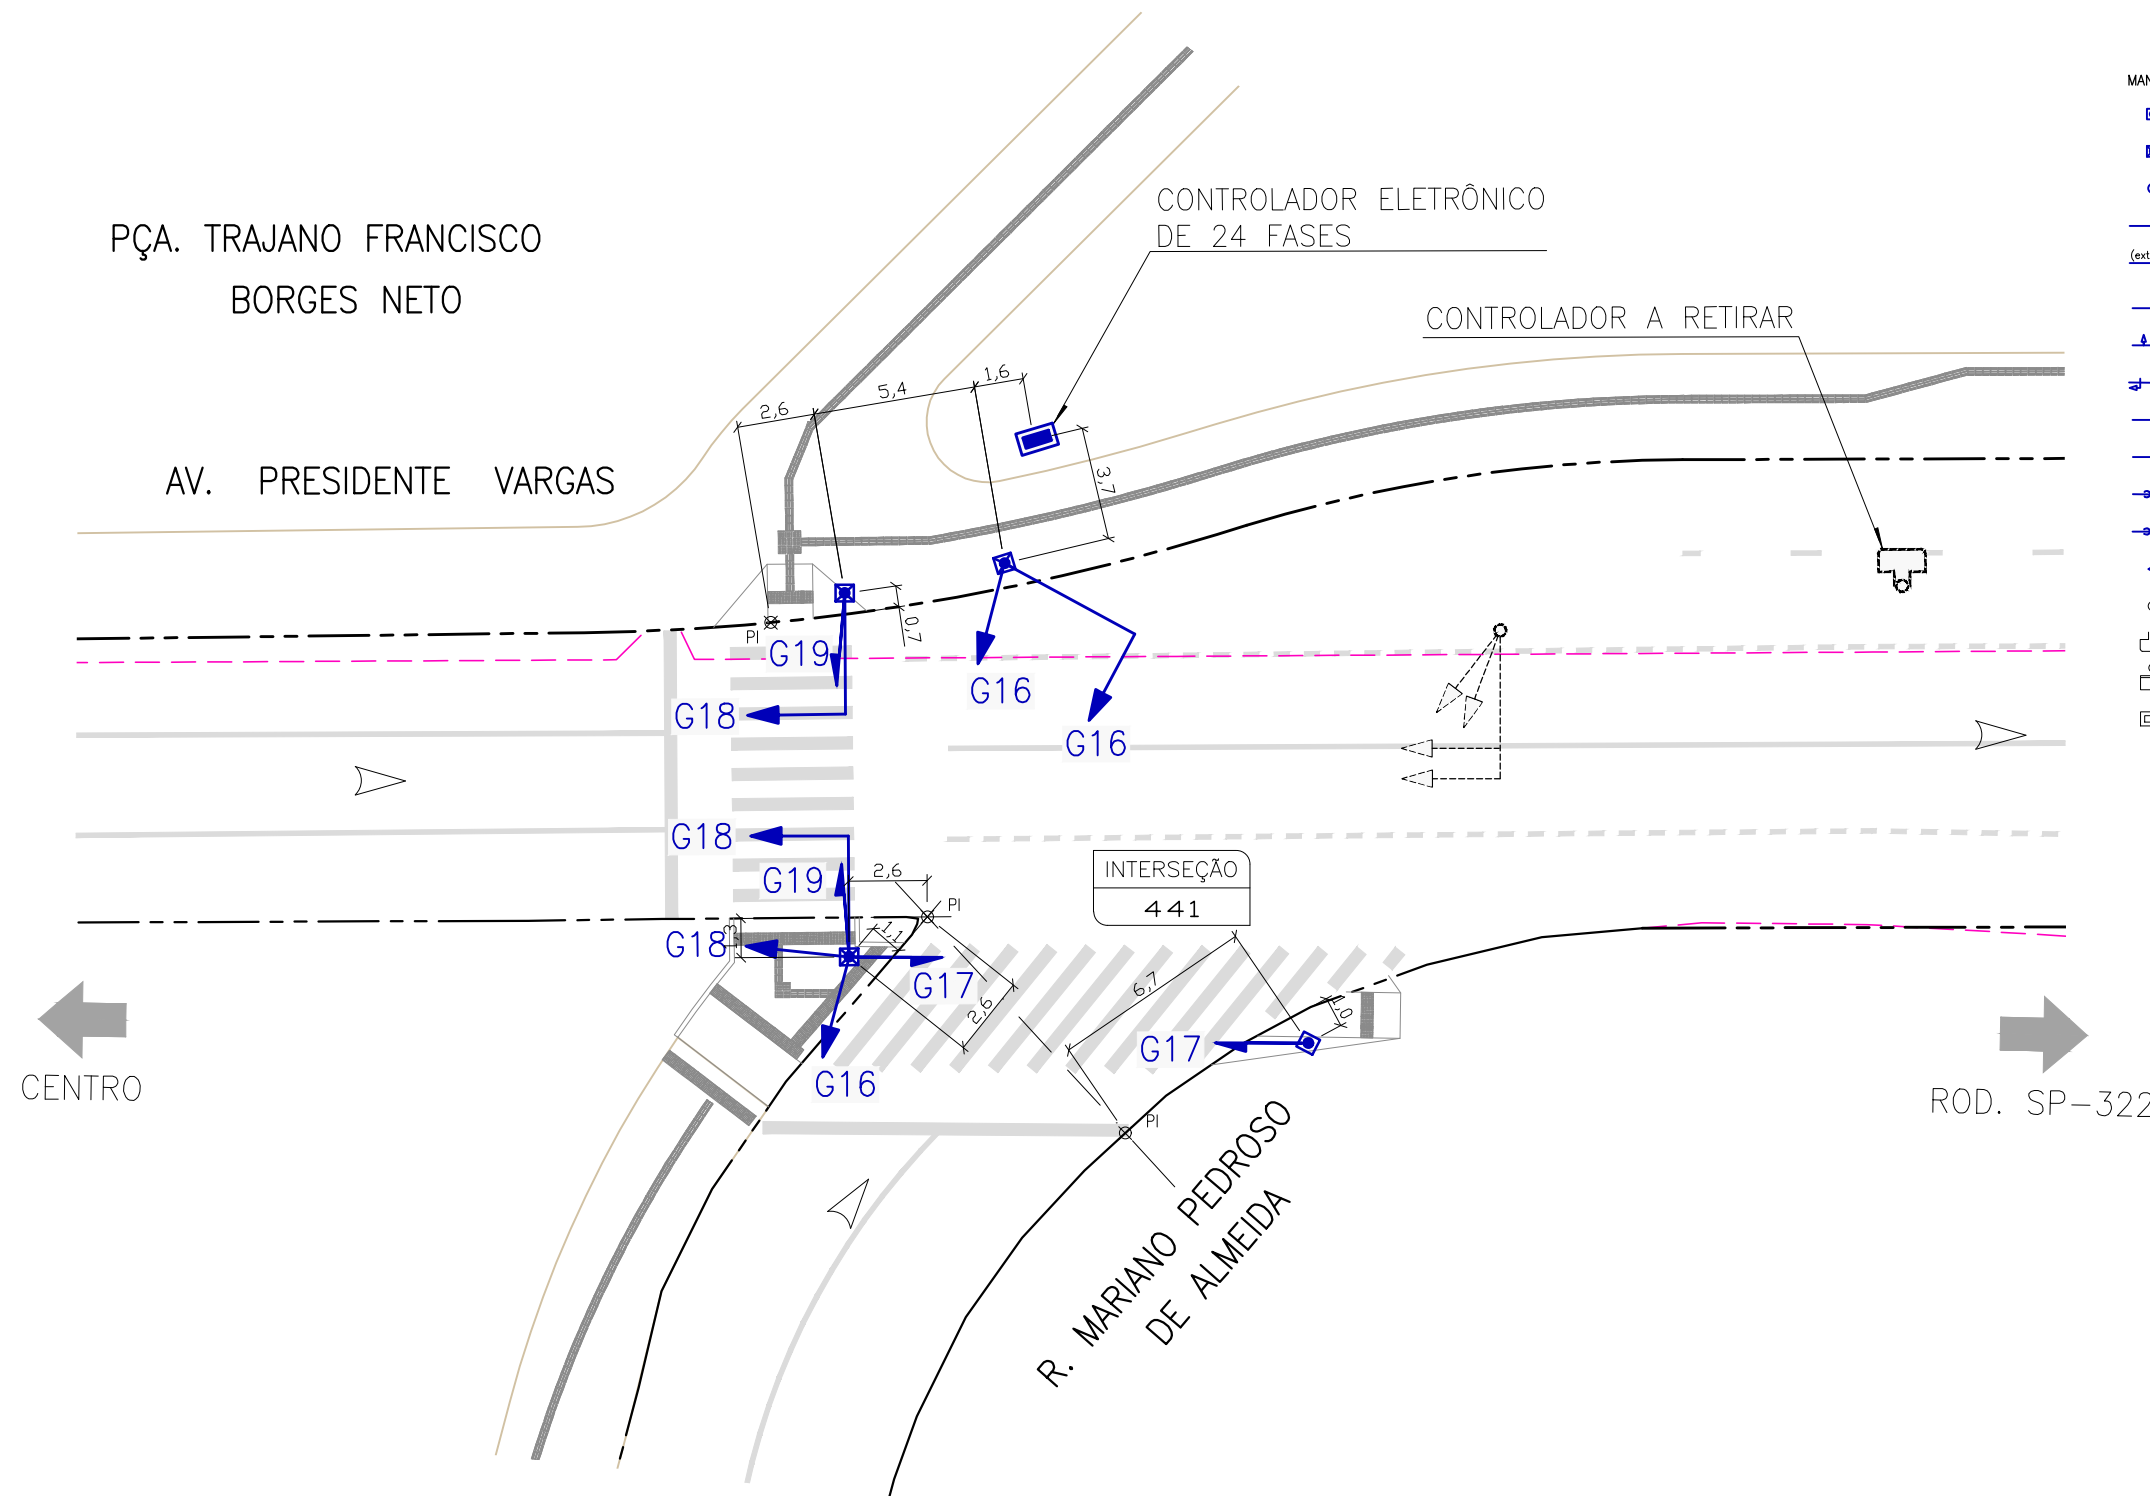 MAN
CONTROLADOR ELETRÔNICO
DE 24 FASES
PÇA. TRAJANO FRANCISCO
BORGES NETO
(ext
CONTROLADOR A RETIRAR
1,6
5,4
2,6
AV. PRESIDENTE VARGAS
3,7
0,7
PI
G19
G16
G18
G16
G18
G19
2,6
INTERSEÇÃO
441
PI
1,1
G18
G17
2,6
6,7
1,0
G17
G16
CENTRO
ROD. SP-322
PI
R. MARIANO PEDROSO
DE ALMEIDA